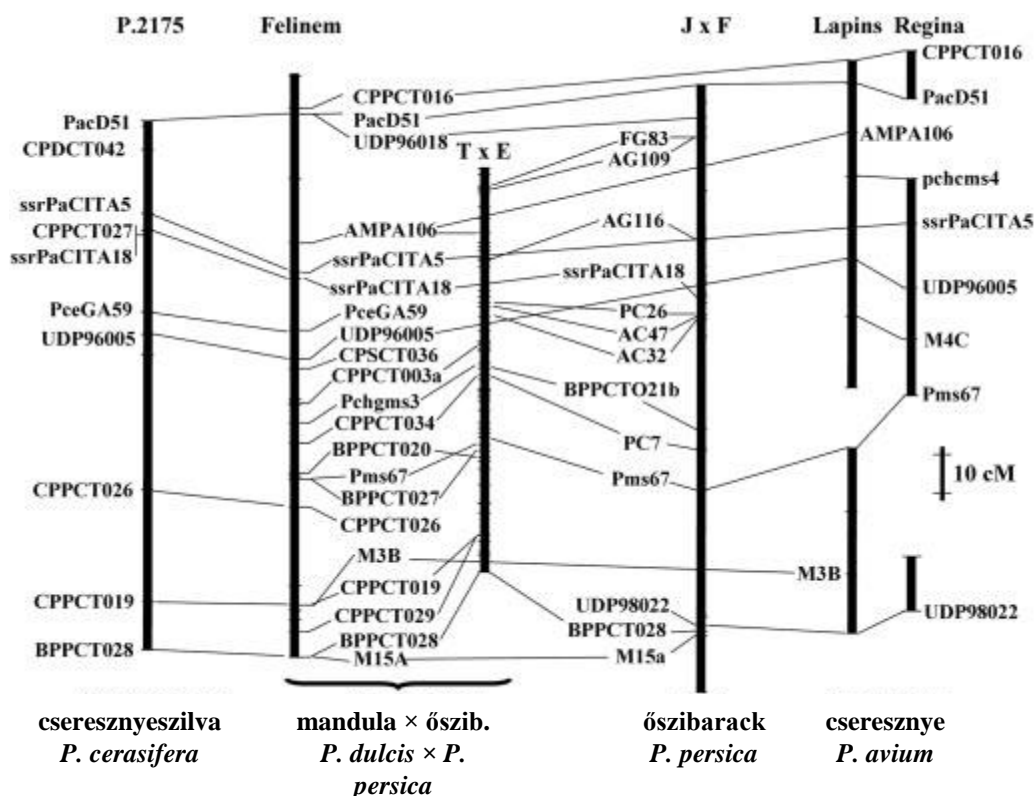 P.2175
Felinem
J x F
Lapins
Regina
CPPCT016
PacD51
UDP96018
T x E
FG83
AG109
CPPCT016
PacD51
AMPA106
PacD51
CPDCT042
ssrPaCITA5
CPPCT027
ssrPaCITA18
PceGA59
UDP96005
CPPCT026
CPPCT019
BPPCT028
AMPA106
ssrPaCITA5
ssrPaCITA18
PceGA59
UDP96005
CPSCT036
CPPCT003a
Pchgms3
CPPCT034
BPPCT020
Pms67
BPPCT027
CPPCT026
M3B
CPPCT019
CPPCT029
BPPCT028
M15A
AG116
ssrPaCITA18
PC26
AC47
AC32
BPPCTO21b
PC7
Pms67
UDP98022
BPPCT028
M15a
M3B
pchcms4
ssrPaCITA5
UDP96005
M4C
Pms67
10 cM
UDP98022
cseresznyeszilva
P. cerasifera
mandula × őszib.
P. dulcis × P.
persica
őszibarack
P. persica
cseresznye
P. avium